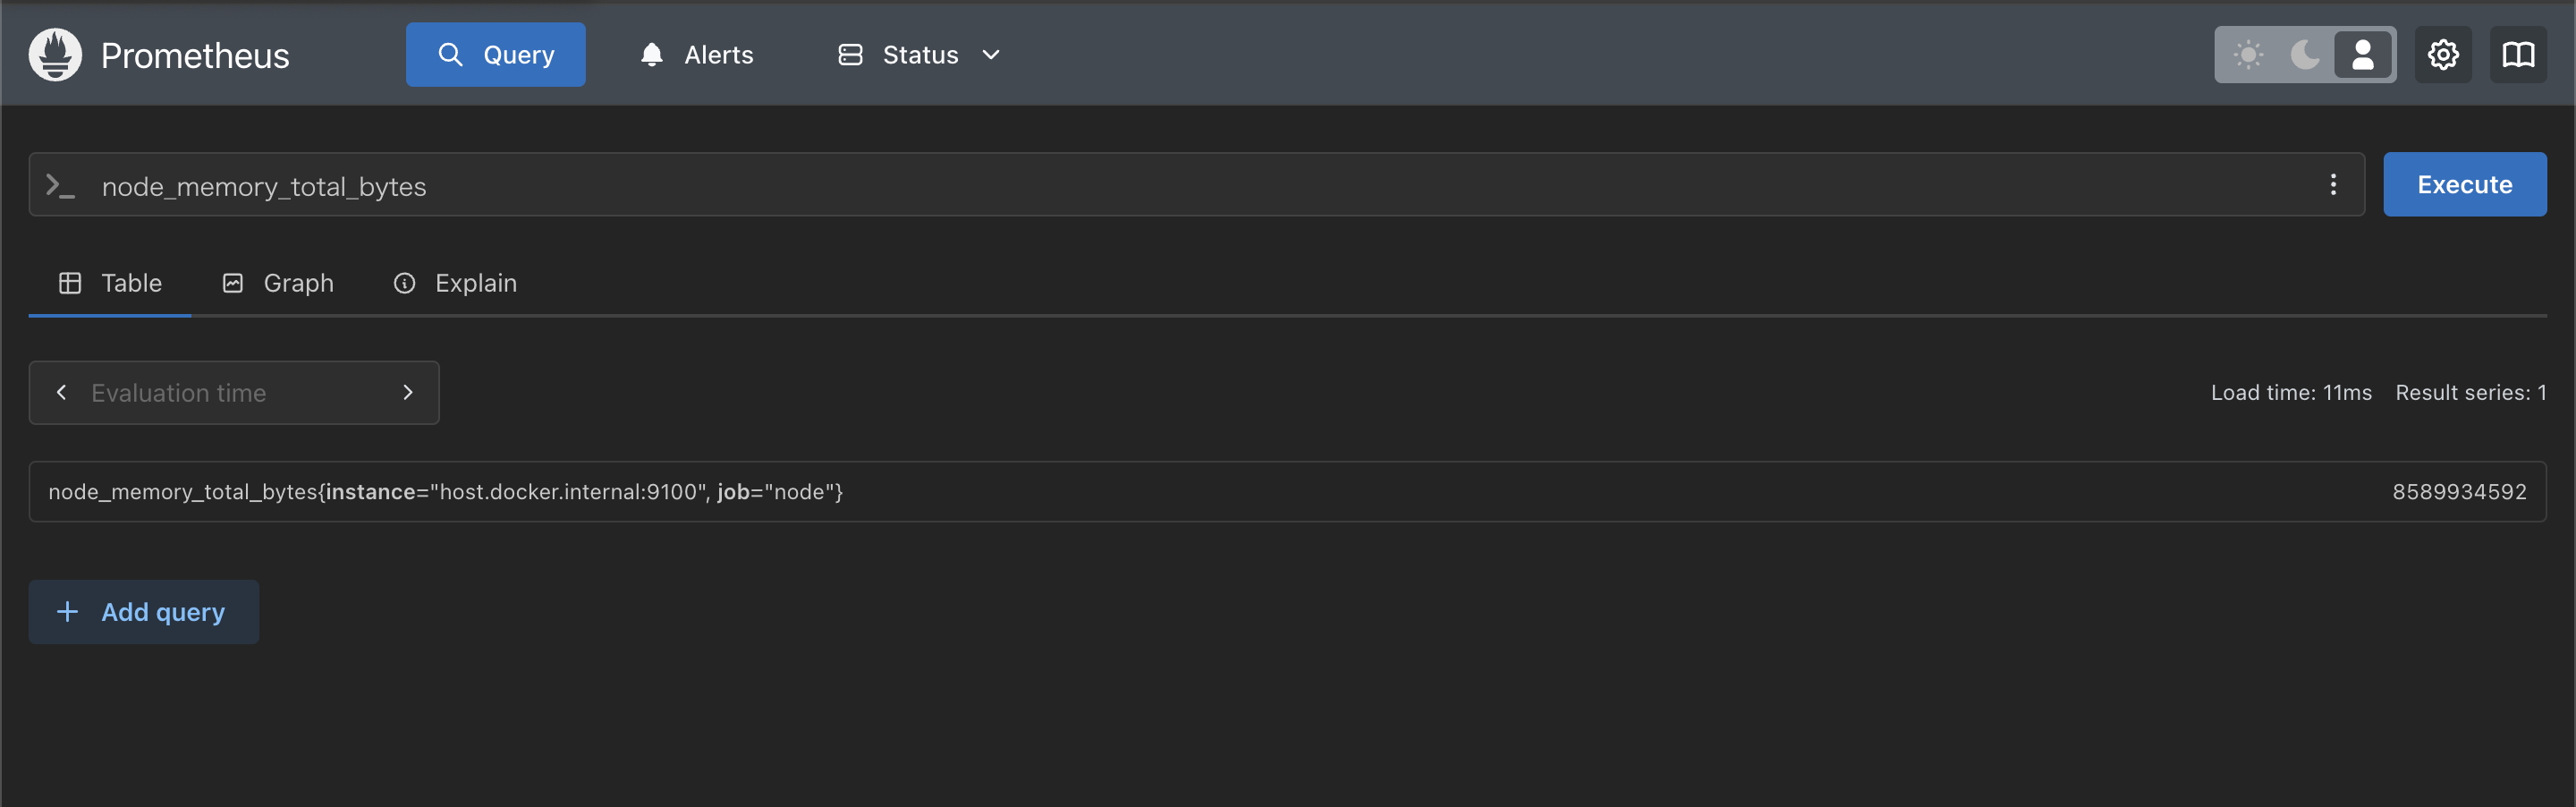 Prometheus Query Alerts Status
node_memory_total_bytes Execute
Table Graph Explain
Evaluation time Load time: 11ms Result series: 1
node_memory_total_bytes{instance="host.docker.internal:9100", job="node"} 8589934592
Add query